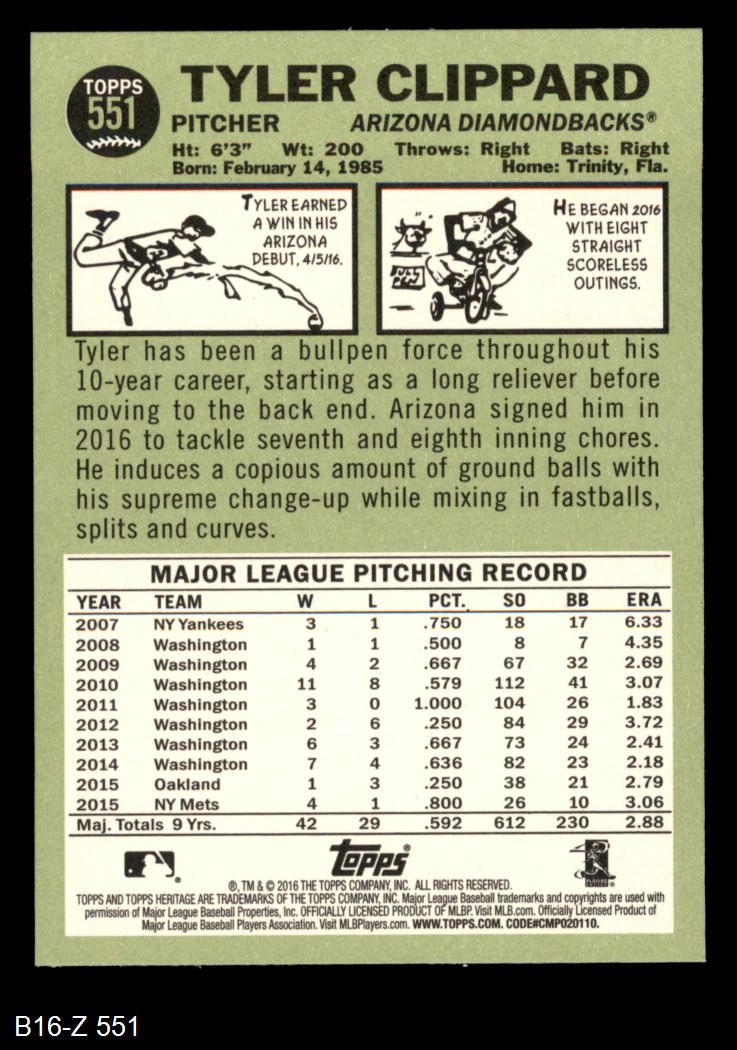 TOPPS
551
TYLER CLIPPARD
PITCHER ARIZONA DIAMONDBACKS®
Ht: 6'3" Wt: 200 Throws: Right Bats: Right
Born: February 14, 1985 Home: Trinity, Fla.
TYLER EARNED
A WIN IN HIS
ARIZONA
DEBUT, 4/5/16.
HE BEGAN 2016
WITH EIGHT
STRAIGHT
SCORELESS
OUTINGS.
Tyler has been a bullpen force throughout his
10-year career, starting as a long reliever before
moving to the back end. Arizona signed him in
2016 to tackle seventh and eighth inning chores.
He induces a copious amount of ground balls with
his supreme change-up while mixing in fastballs,
splits and curves.
MAJOR LEAGUE PITCHING RECORD
YEAR TEAM W L PCT. SO BB ERA
2007 NY Yankees 3 1 .750 18 17 6.33
2008 Washington 1 1 .500 8 7 4.35
2009 Washington 4 2 .667 67 32 2.69
2010 Washington 11 8 .579 112 41 3.07
2011 Washington 3 0 1.000 104 26 1.83
2012 Washington 2 6 .250 84 29 3.72
2013 Washington 6 3 .667 73 24 2.41
2014 Washington 7 4 .636 82 23 2.18
2015 Oakland 1 3 .250 38 21 2.79
2015 NY Mets 4 1 .800 26 10 3.06
Maj. Totals 9 Yrs. 42 29 .592 612 230 2.88
Topps®
®, TM & © 2016 THE TOPPS COMPANY, INC. ALL RIGHTS RESERVED.
TOPPS AND TOPPS HERITAGE ARE TRADEMARKS OF THE TOPPS COMPANY, INC. Major League Baseball trademarks and copyrights are used with
permission of Major League Baseball Properties, Inc. OFFICIALLY LICENSED PRODUCT OF MLBP. Visit MLB.com. Officially Licensed Product of
Major League Baseball Players Association. Visit MLBPlayers.com. WWW.TOPPS.COM. CODE#CMP020110.
B16-Z 551